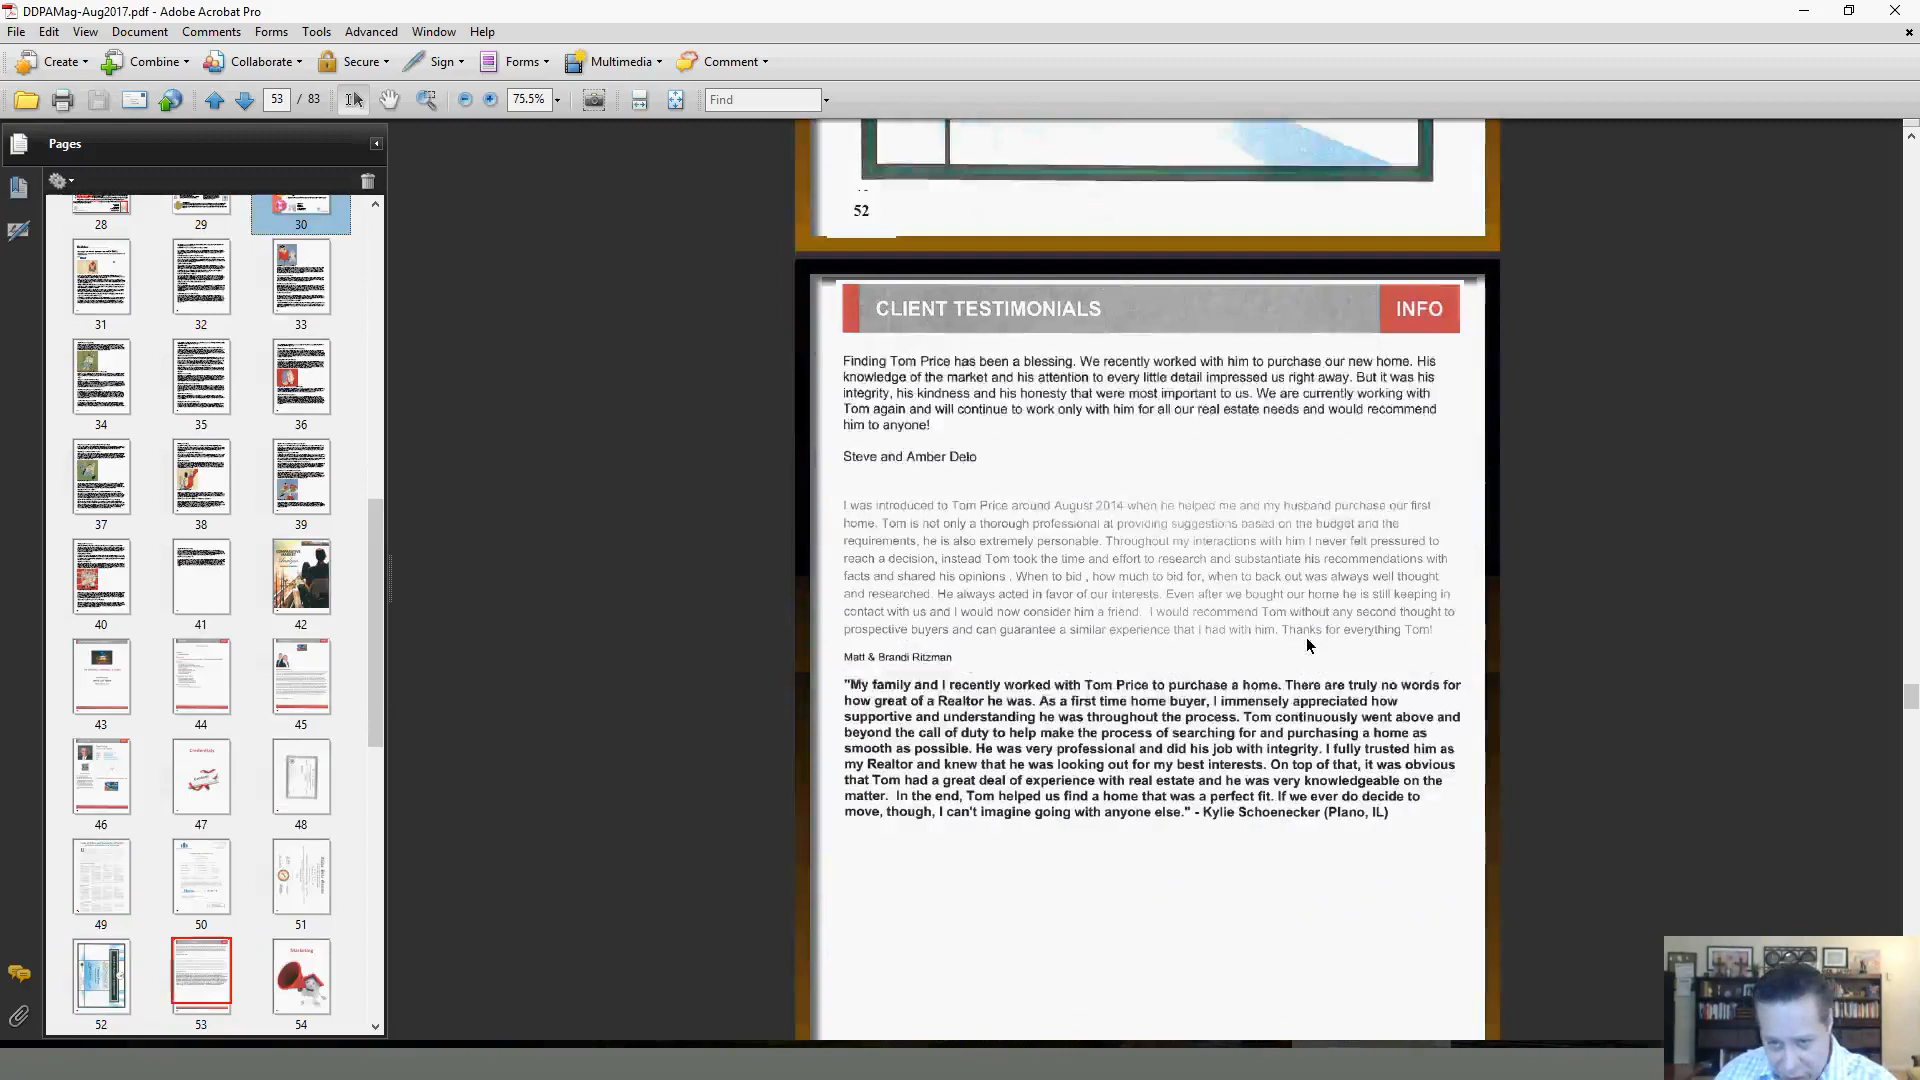 DDPAMag-Aug2017.pdf - Adobe Acrobat Pro
File Edit View Document Comments Forms Tools Advanced Window Help
Create Combine Collaborate Secure Sign Forms Multimedia Comment
53 / 83 75.5% Find
Pages
28 29 30
31 32 33
34 35 36
37 38 39
40 41 42
43 44 45
46 47 48
Credentials
49 50 51
Marketing
52 53 54
52
CLIENT TESTIMONIALS INFO
Finding Tom Price has been a blessing. We recently worked with him to purchase our new home. His
knowledge of the market and his attention to every little detail impressed us right away. But it was his
integrity, his kindness and his honesty that were most important to us. We are currently working with
Tom again and will continue to work only with him for all our real estate needs and would recommend
him to anyone!
Steve and Amber Delo
I was introduced to Tom Price around August 2014 when he helped me and my husband purchase our first
home. Tom is not only a thorough professional at providing suggestions based on the budget and the
requirements, he is also extremely personable. Throughout my interactions with him I never felt pressured to
reach a decision, instead Tom took the time and effort to research and substantiate his recommendations with
facts and shared his opinions . When to bid , how much to bid for, when to back out was always well thought
and researched. He always acted in favor of our interests. Even after we bought our home he is still keeping in
contact with us and I would now consider him a friend. I would recommend Tom without any second thought to
prospective buyers and can guarantee a similar experience that I had with him. Thanks for everything Tom!
Matt & Brandi Ritzman
"My family and I recently worked with Tom Price to purchase a home. There are truly no words for
how great of a Realtor he was. As a first time home buyer, I immensely appreciated how
supportive and understanding he was throughout the process. Tom continuously went above and
beyond the call of duty to help make the process of searching for and purchasing a home as
smooth as possible. He was very professional and did his job with integrity. I fully trusted him as
my Realtor and knew that he was looking out for my best interests. On top of that, it was obvious
that Tom had a great deal of experience with real estate and he was very knowledgeable on the
matter. In the end, Tom helped us find a home that was a perfect fit. If we ever do decide to
move, though, I can't imagine going with anyone else." - Kylie Schoenecker (Plano, IL)